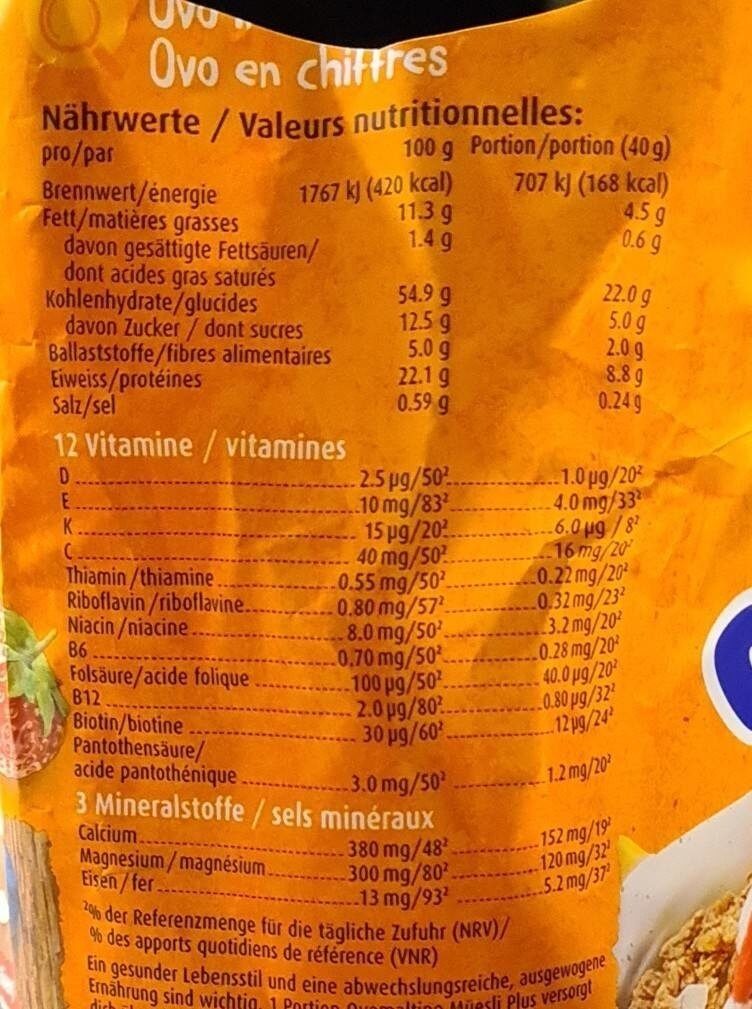 Ovo en chiffres
Nährwerte / Valeurs nutritionnelles:
pro/par 100 g Portion/portion (40 g)
Brennwert/énergie 1767 kJ (420 kcal) 707 kJ (168 kcal)
Fett/matières grasses 11.3 g 4.5 g
davon gesättigte Fettsäuren/ 1.4 g 0.6 g
dont acides gras saturés
Kohlenhydrate/glucides 54.9 g 22.0 g
davon Zucker / dont sucres 12.5 g 5.0 g
Ballaststoffe/fibres alimentaires 5.0 g 2.0 g
Eiweiss/protéines 22.1 g 8.8 g
Salz/sel 0.59 g 0.24 g
12 Vitamine / vitamines
D 2.5 µg/50² 1.0 µg/20²
E 10 mg/83² 4.0 mg/33²
K 15 µg/20² 6.0 µg / 8²
C 40 mg/50² 16 mg/20²
Thiamin/thiamine 0.55 mg/50² 0.22 mg/20²
Riboflavin/riboflavine 0.80 mg/57² 0.32 mg/23²
Niacin/niacine 8.0 mg/50² 3.2 mg/20²
B6 0.70 mg/50² 0.28 mg/20²
Folsäure/acide folique 100 µg/50² 40.0 µg/20²
B12 2.0 µg/80² 0.80 µg/32²
Biotin/biotine 30 µg/60² 12 µg/24²
Pantothensäure/
acide pantothénique 3.0 mg/50² 1.2 mg/20²
3 Mineralstoffe / sels minéraux
Calcium 380 mg/48² 152 mg/19²
Magnesium/magnésium 300 mg/80² 120 mg/32²
Eisen/fer 13 mg/93² 5.2 mg/37²
²% der Referenzmenge für die tägliche Zufuhr (NRV)/
% des apports quotidiens de référence (VNR)
Ein gesunder Lebensstil und eine abwechslungsreiche, ausgewogene
Ernährung sind wichtig. 1 Portion Ovomaltine Müesli Plus versorgt
dich